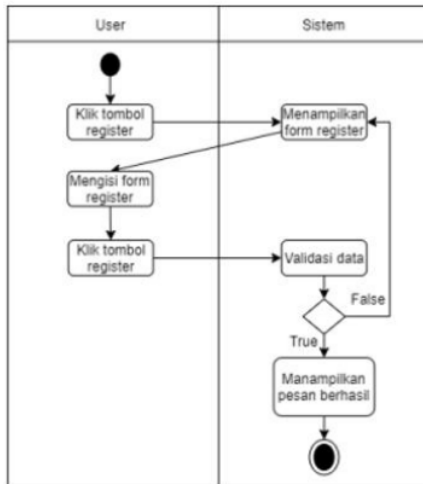 User
Sistem
Klik tombol
register
Menampilkan
form register
Mengisi form
register
Klik tombol
register
Validasi data
False
True
Manampilkan
pesan berhasil